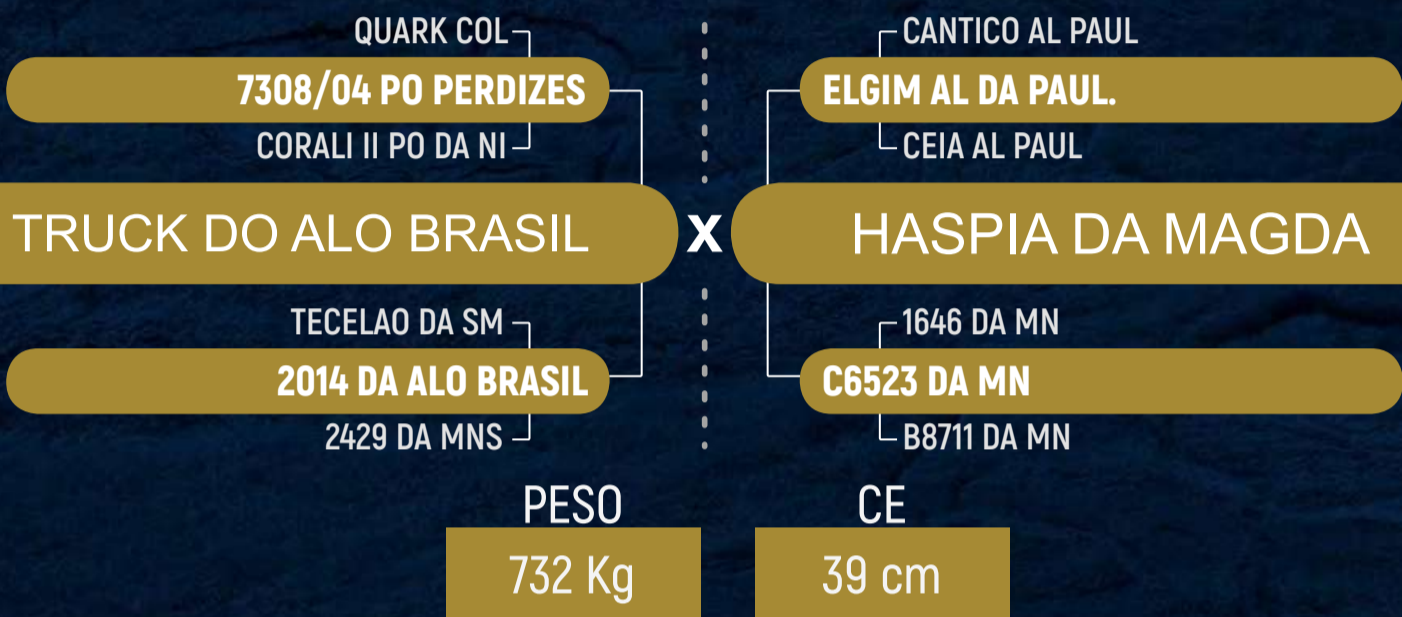 QUARK COL
7308/04 PO PERDIZES
CORALI II PO DA NI
CANTICO AL PAUL
ELGIM AL DA PAUL.
CEIA AL PAUL
TRUCK DO ALO BRASIL X HASPIA DA MAGDA
TECELAO DA SM
2014 DA ALO BRASIL
2429 DA MNS
1646 DA MN
C6523 DA MN
B8711 DA MN
PESO
732 Kg
CE
39 cm